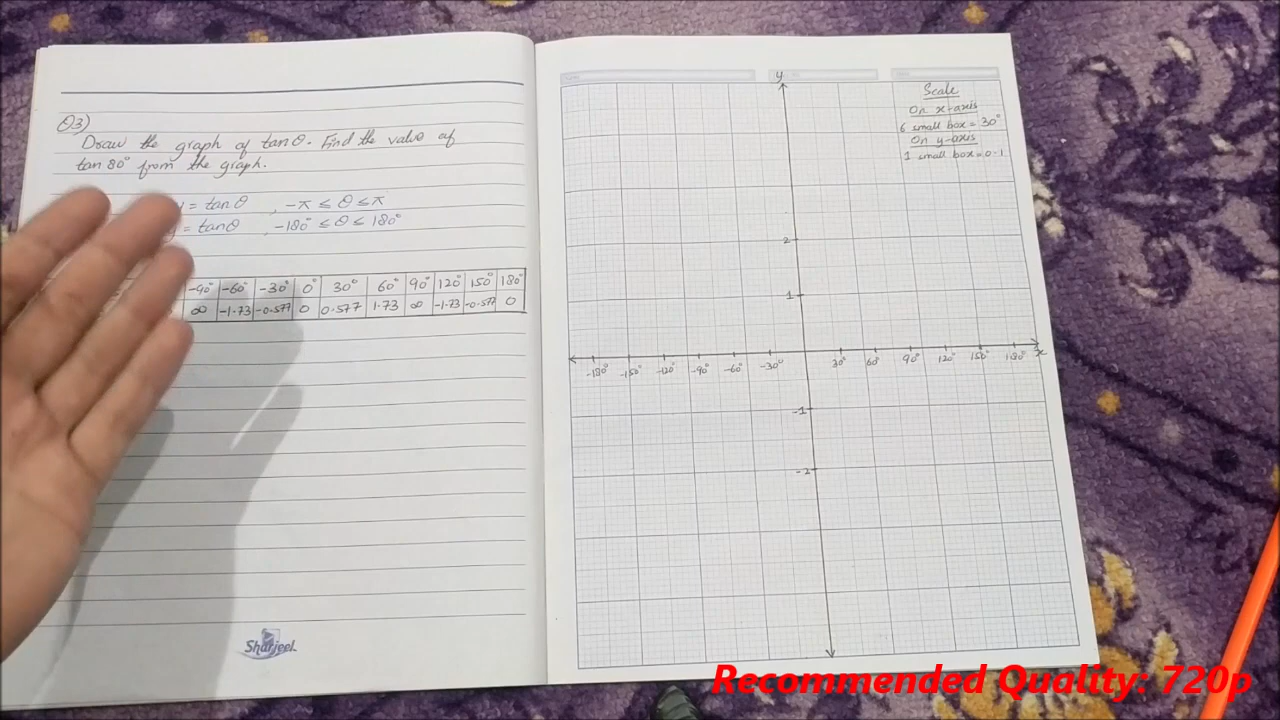 Q3)
Draw the graph of tanθ. Find the value of
tan 80° from the graph.
= tanθ , -π ≤ θ ≤ π
= tanθ , -180° ≤ θ ≤ 180°
-90° -60° -30° 0° 30° 60° 90° 120° 150° 180°
∞ -1.73 -0.577 0 0.577 1.73 ∞ -1.73 -0.577 0
Sharjeel
y
Scale
On x-axis
6 small box = 30°
On y-axis
1 small box = 0.1
2
1
x
-180° -150° -120° -90° -60° -30° 30° 60° 90° 120° 150° 180°
-1
-2
Recommended Quality: 720p